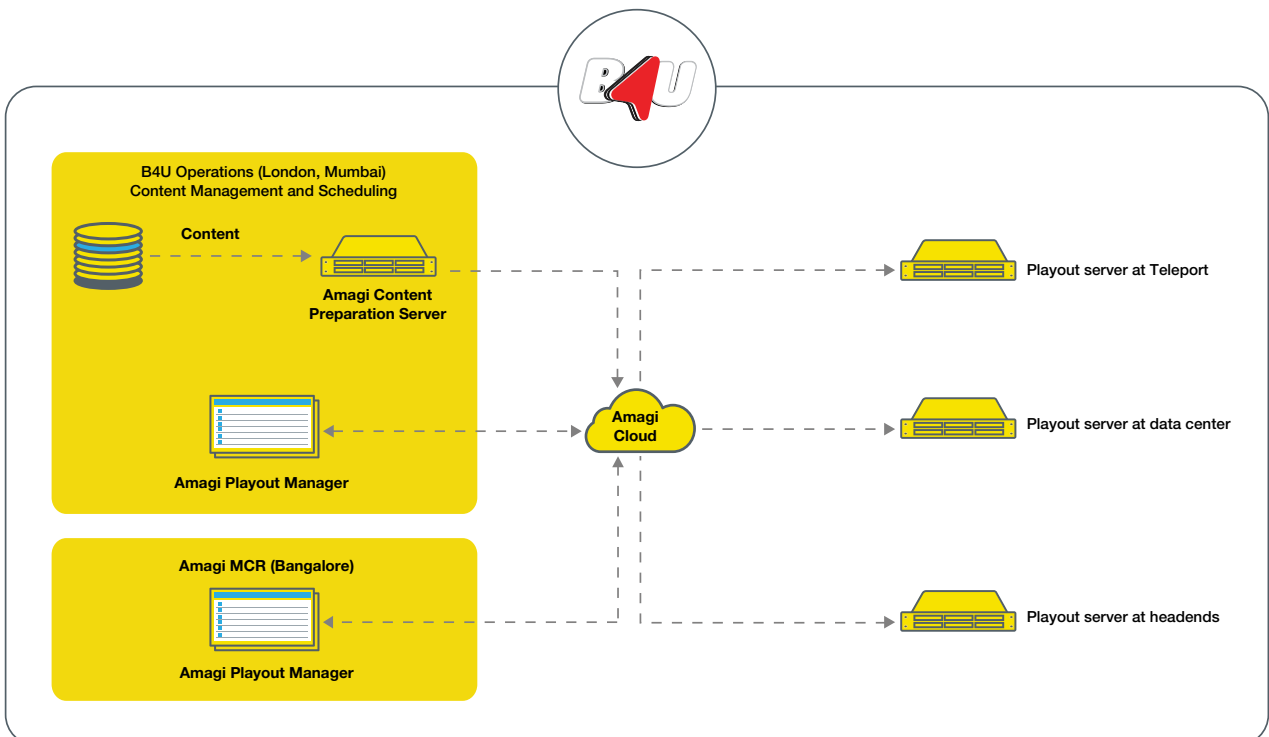 B4U
B4U Operations (London, Mumbai)
Content Management and Scheduling
Content
Amagi Content
Preparation Server
Amagi Playout Manager
Amagi MCR (Bangalore)
Amagi Playout Manager
Amagi
Cloud
Playout server at Teleport
Playout server at data center
Playout server at headends